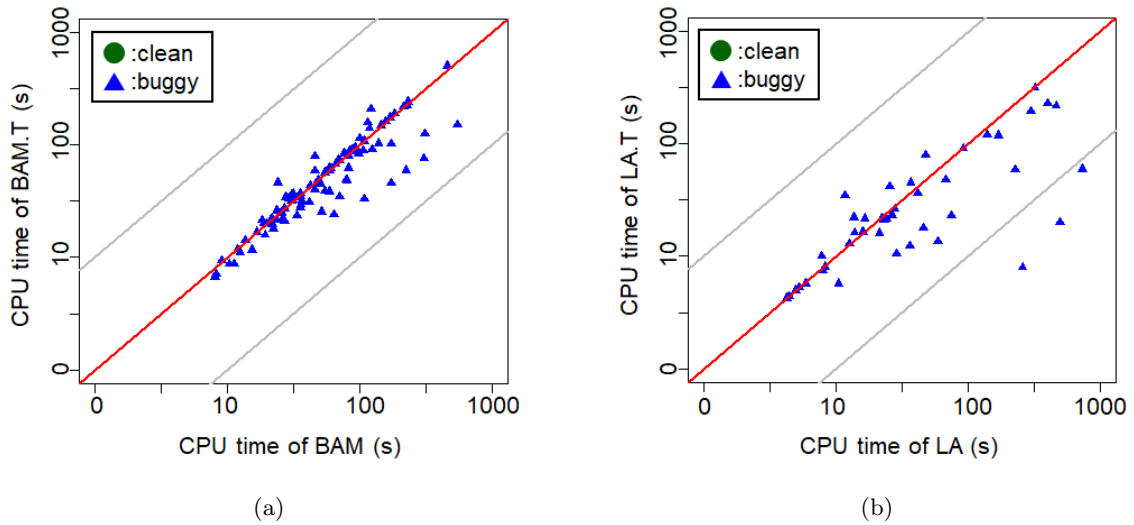 :clean
:buggy
CPU time of BAM.T (s)
1000
100
10
0
0 10 100 1000
CPU time of BAM (s)
(a)
:clean
:buggy
CPU time of LA.T (s)
1000
100
10
0
0 10 100 1000
CPU time of LA (s)
(b)